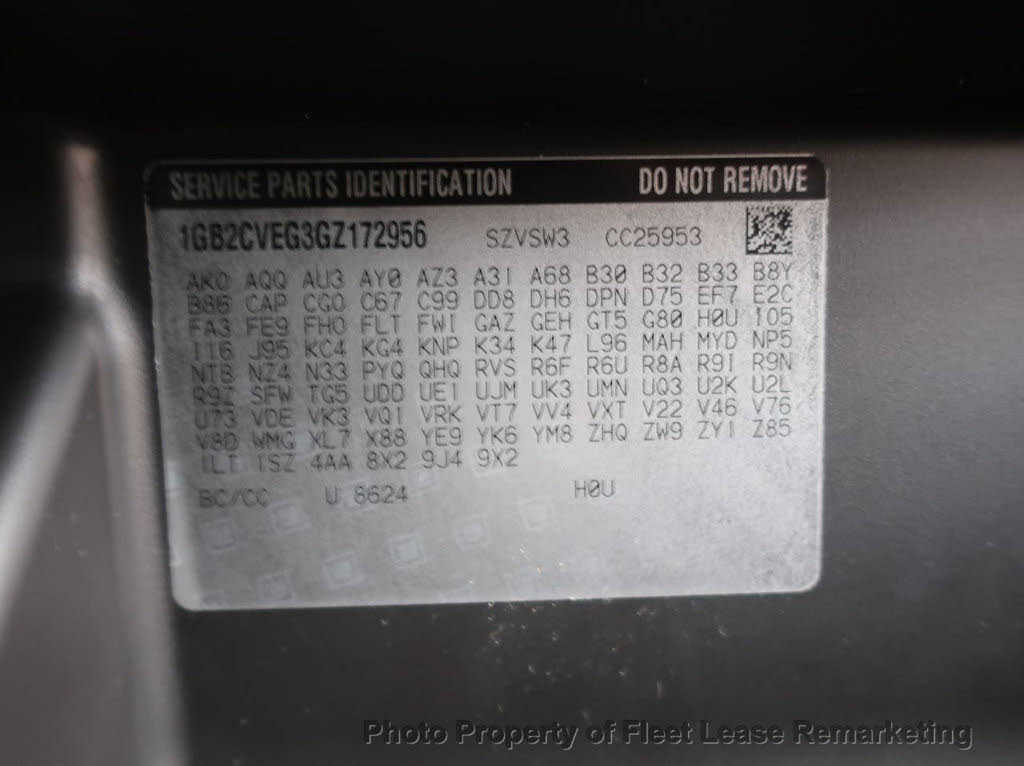 SERVICE PARTS IDENTIFICATION DO NOT REMOVE
1GB2CVEG3GZ172956 SZVSW3 CC25953
AKO AQQ AU3 AY0 AZ3 A31 A68 B30 B32 B33 B8Y
B86 CAP CGO C67 C99 DD8 DH6 DPN D75 EF7 E2C
FA3 FE9 FHO FLT FWI GAZ GEH GT5 G80 H0U IO5
I16 J95 KC4 KG4 KNP K34 K47 L96 MAH MYD NP5
NTB NZ4 N33 PYQ QHQ RVS R6F R6U R8A R9I R9N
R9Z SFW TG5 UDD UE1 UJM UK3 UMN UQ3 U2K U2L
U73 VDE VK3 VQ1 VRK VT7 VV4 VXT V22 V46 V76
V8D WMG XL7 X88 YE9 YK6 YM8 ZHQ ZW9 ZY1 Z85
1LT 1SZ 4AA 8X2 9J4 9X2
BC/CC U 8624 H0U
Photo Property of Fleet Lease Remarketing